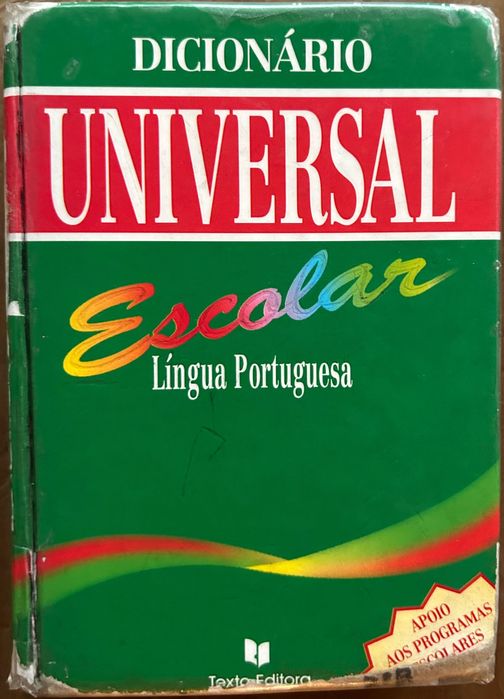 DICIONÁRIO
UNIVERSAL
Escolar
Língua Portuguesa
APOIO
AOS PROGRAMAS
ESCOLARES
Texto Editora